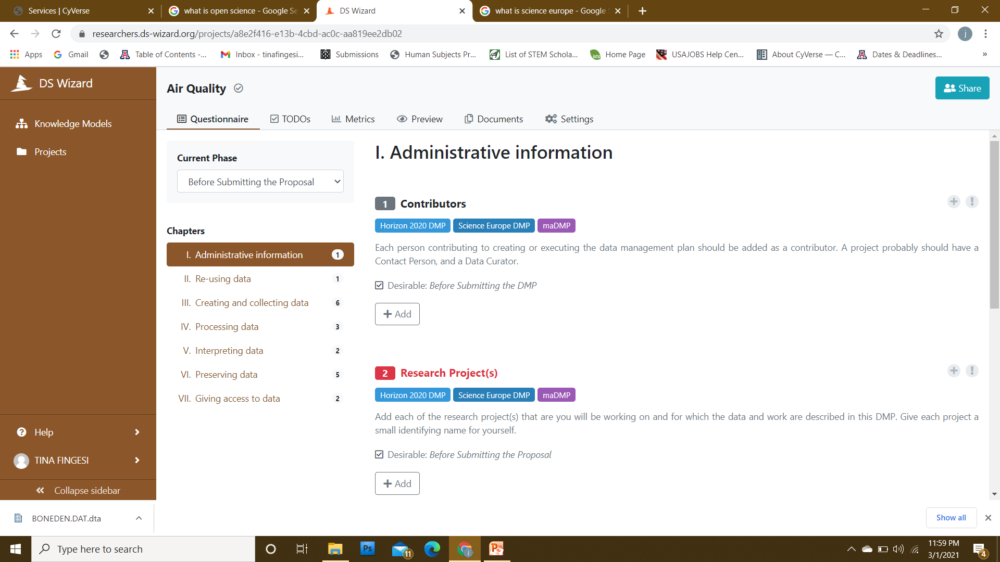 Services | CyVerse
what is open science - Google Se
DS Wizard
what is science europe - Google
researchers.ds-wizard.org/projects/a8e2f416-e13b-4cbd-ac0c-aa819ee2db02
j
Apps
Gmail
Table of Contents -...
Inbox - tinafingesi...
Submissions
Human Subjects Pr...
List of STEM Schola...
Home Page
USAJOBS Help Cen...
About CyVerse — C...
Dates & Deadlines...
»
DS Wizard
Knowledge Models
Projects
Help
TINA FINGESI
Collapse sidebar
Air Quality
Share
Questionnaire
TODOs
Metrics
Preview
Documents
Settings
Current Phase
Before Submitting the Proposal
Chapters
I. Administrative information 1
II. Re-using data 1
III. Creating and collecting data 6
IV. Processing data 3
V. Interpreting data 2
VI. Preserving data 5
VII. Giving access to data 2
I. Administrative information
1 Contributors
Horizon 2020 DMP Science Europe DMP maDMP
Each person contributing to creating or executing the data management plan should be added as a contributor. A project probably should have a
Contact Person, and a Data Curator.
Desirable: Before Submitting the DMP
Add
2 Research Project(s)
Horizon 2020 DMP Science Europe DMP maDMP
Add each of the research project(s) that are you will be working on and for which the data and work are described in this DMP. Give each project a
small identifying name for yourself.
Desirable: Before Submitting the Proposal
Add
BONEDEN.DAT.dta
Show all
Type here to search
Ps
11
j
11:59 PM
3/1/2021
4